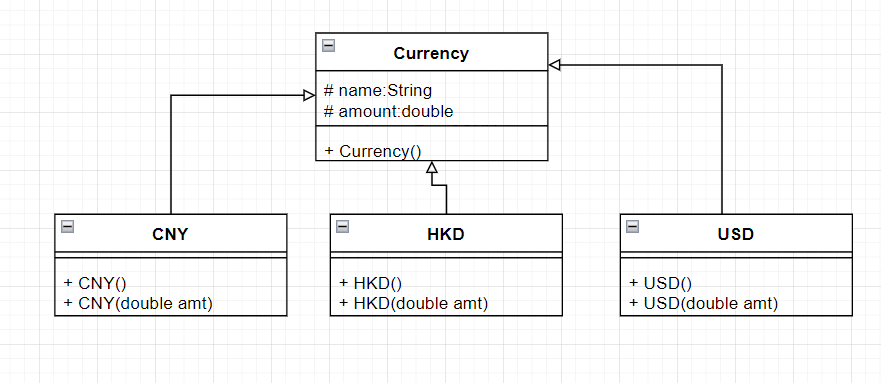 Currency
# name:String
# amount:double
+ Currency()
CNY
+ CNY()
+ CNY(double amt)
HKD
+ HKD()
+ HKD(double amt)
USD
+ USD()
+ USD(double amt)